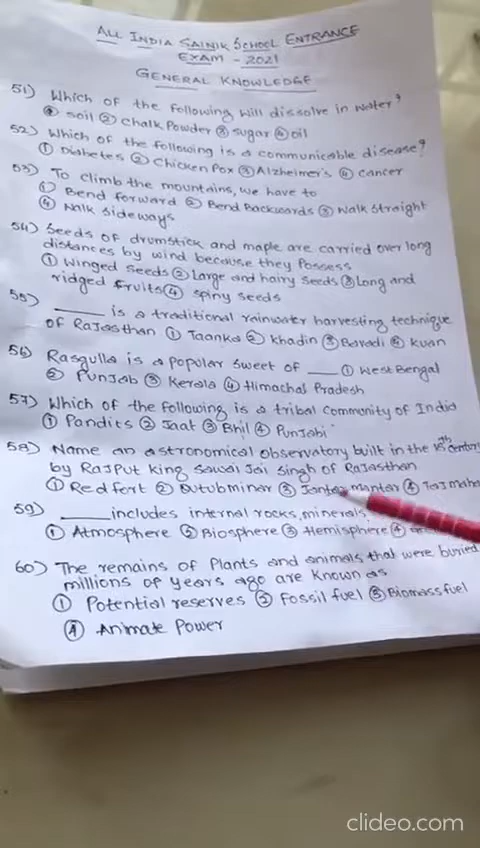 ALL INDIA SAINIK SCHOOL ENTRANCE
EXAM - 2021
GENERAL KNOWLEDGE
51) Which of the following will dissolve in water?
① Soil ② Chalk Powder ③ Sugar ④ Oil
52) Which of the following is a communicable disease?
① Diabetes ② Chicken Pox ③ Alzheimer's ④ Cancer
53) To climb the mountains, we have to
① Bend forward ② Bend Backwards ③ Walk Straight
④ Walk Sideways
54) Seeds of drumstick and maple are carried over long
distances by wind because they Possess
① Winged Seeds ② Large and hairy Seeds ③ Long and
ridged fruits ④ Spiny Seeds
55) ____ is a traditional rainwater harvesting technique
of Rajasthan ① Taanka ② Khadin ③ Bavadi ④ Kuan
56) Rasgulla is a Popular Sweet of ____ ① West Bengal
② Punjab ③ Kerala ④ Himachal Pradesh
57) Which of the following is a tribal community of India
① Pandits ② Jaat ③ Bhil ④ Punjabi
58) Name an astronomical observatory built in the 18th century
by Rajput king Sawai Jai Singh of Rajasthan
① Red fort ② Qutubminar ③ Jantar mantar ④ Taj maha
59) ____ includes internal rocks, minerals,
① Atmosphere ② Biosphere ③ Hemisphere ④
60) The remains of Plants and animals that were buried
millions of years ago are known as
① Potential reserves ② Fossil fuel ③ Biomass fuel
④ Animate Power
clideo.com